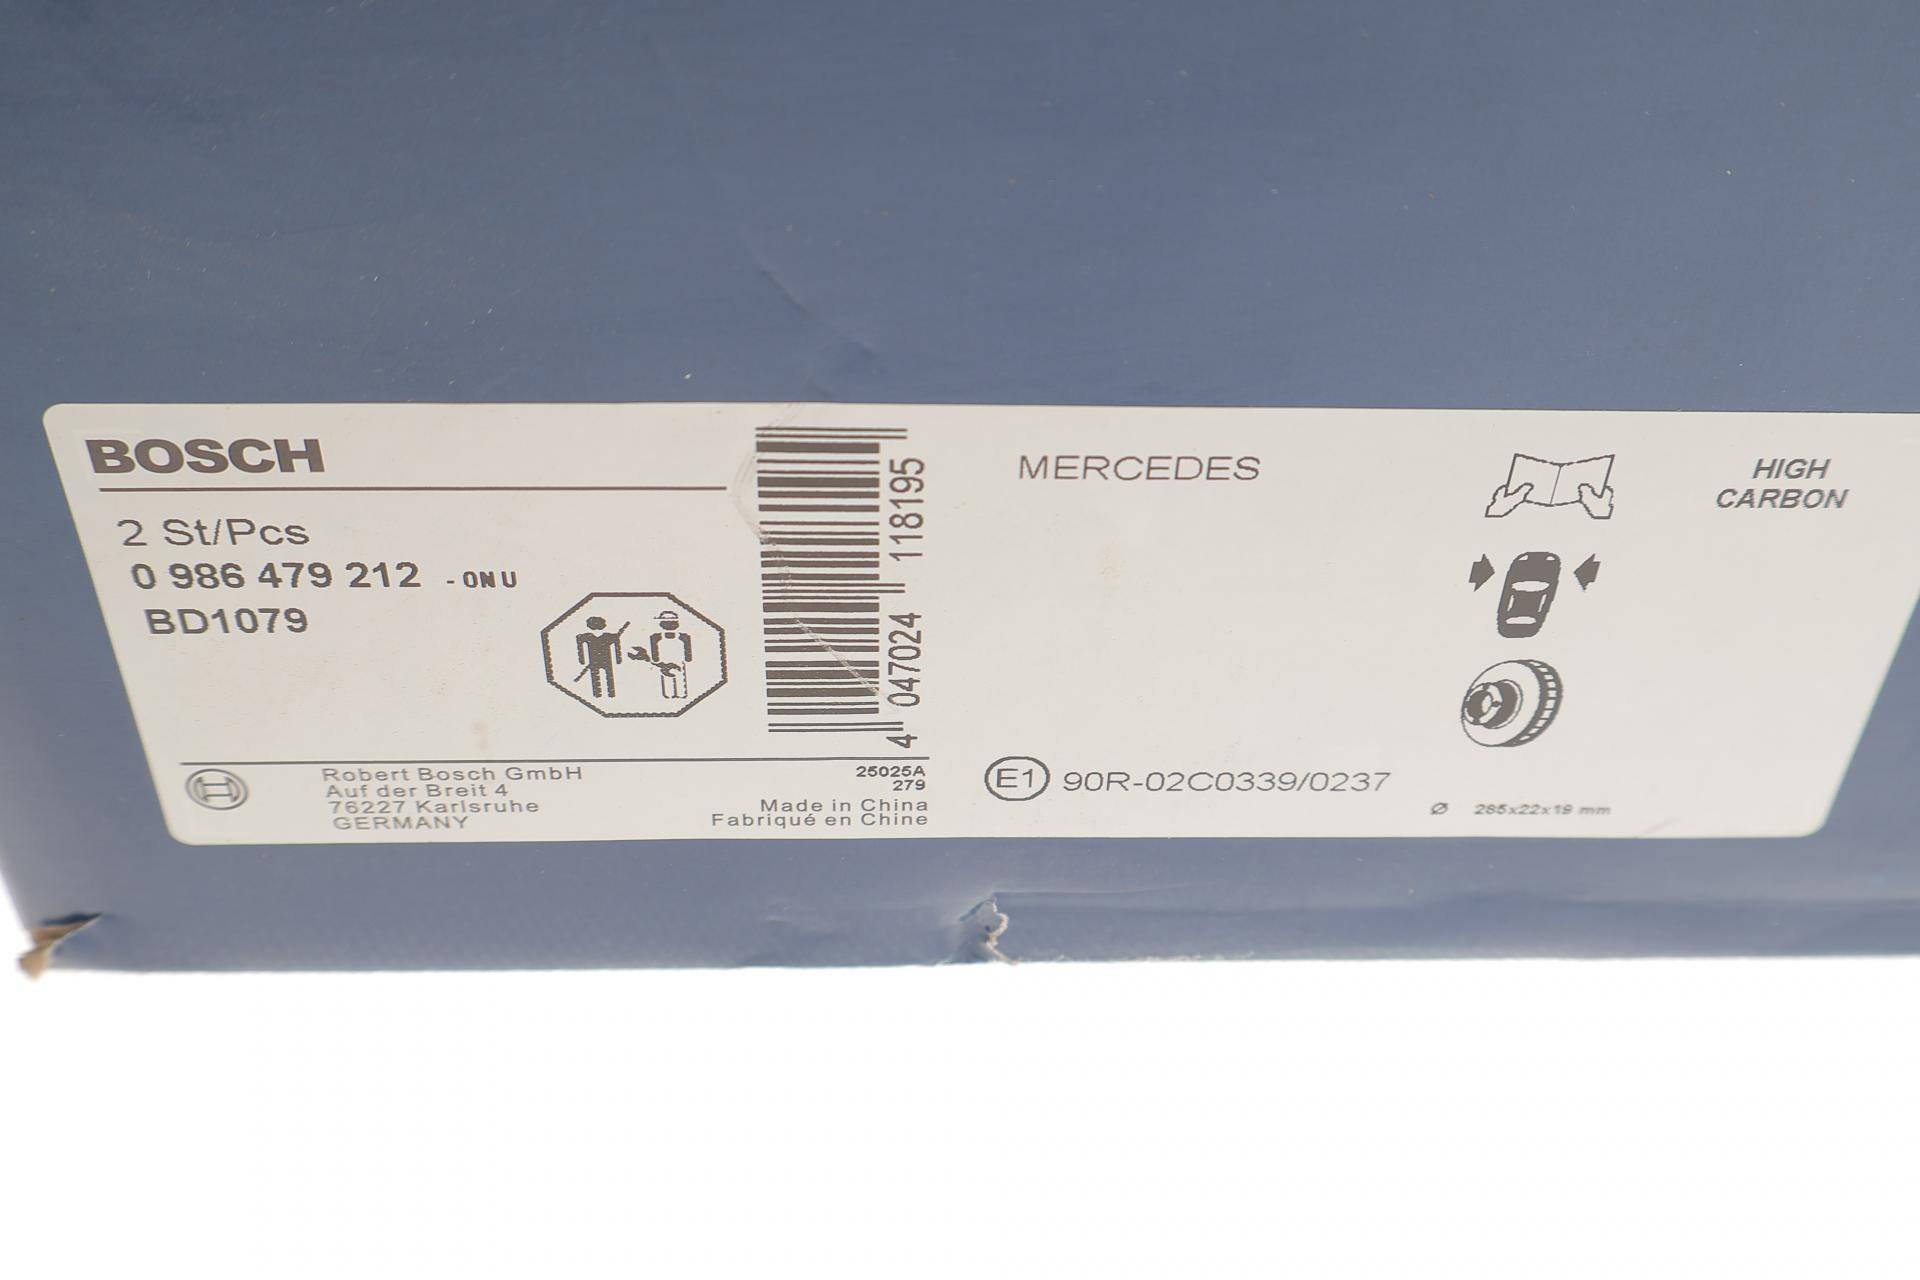 BOSCH
2 St/Pcs
0 986 479 212 - 0NU
BD1079
4 047024 118195
Robert Bosch GmbH
Auf der Breit 4
76227 Karlsruhe
GERMANY
25025A
279
Made in China
Fabriqué en Chine
MERCEDES
HIGH
CARBON
E1 90R-02C0339/0237
Ø 285x22x19 mm